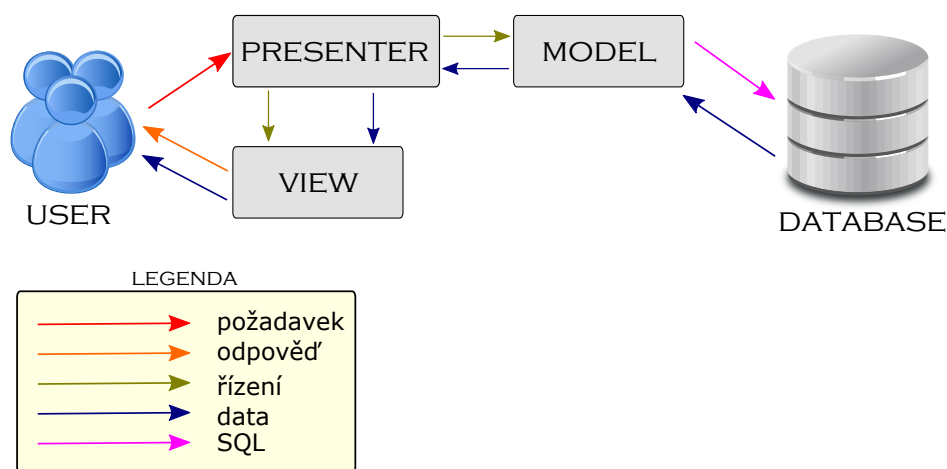 PRESENTER
MODEL
VIEW
USER
DATABASE
LEGENDA
požadavek
odpověď
řízení
data
SQL